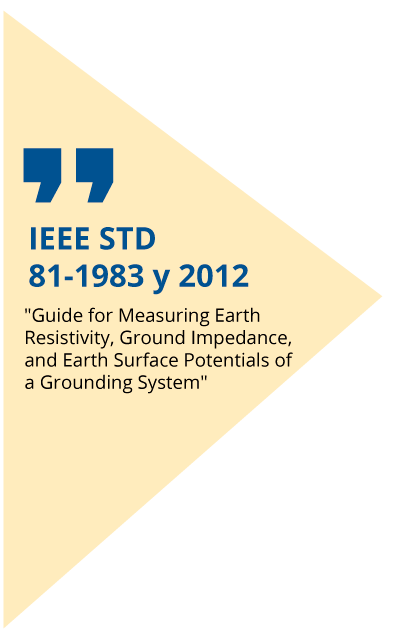 IEEE STD
81-1983 y 2012
"Guide for Measuring Earth
Resistivity, Ground Impedance,
and Earth Surface Potentials of
a Grounding System"